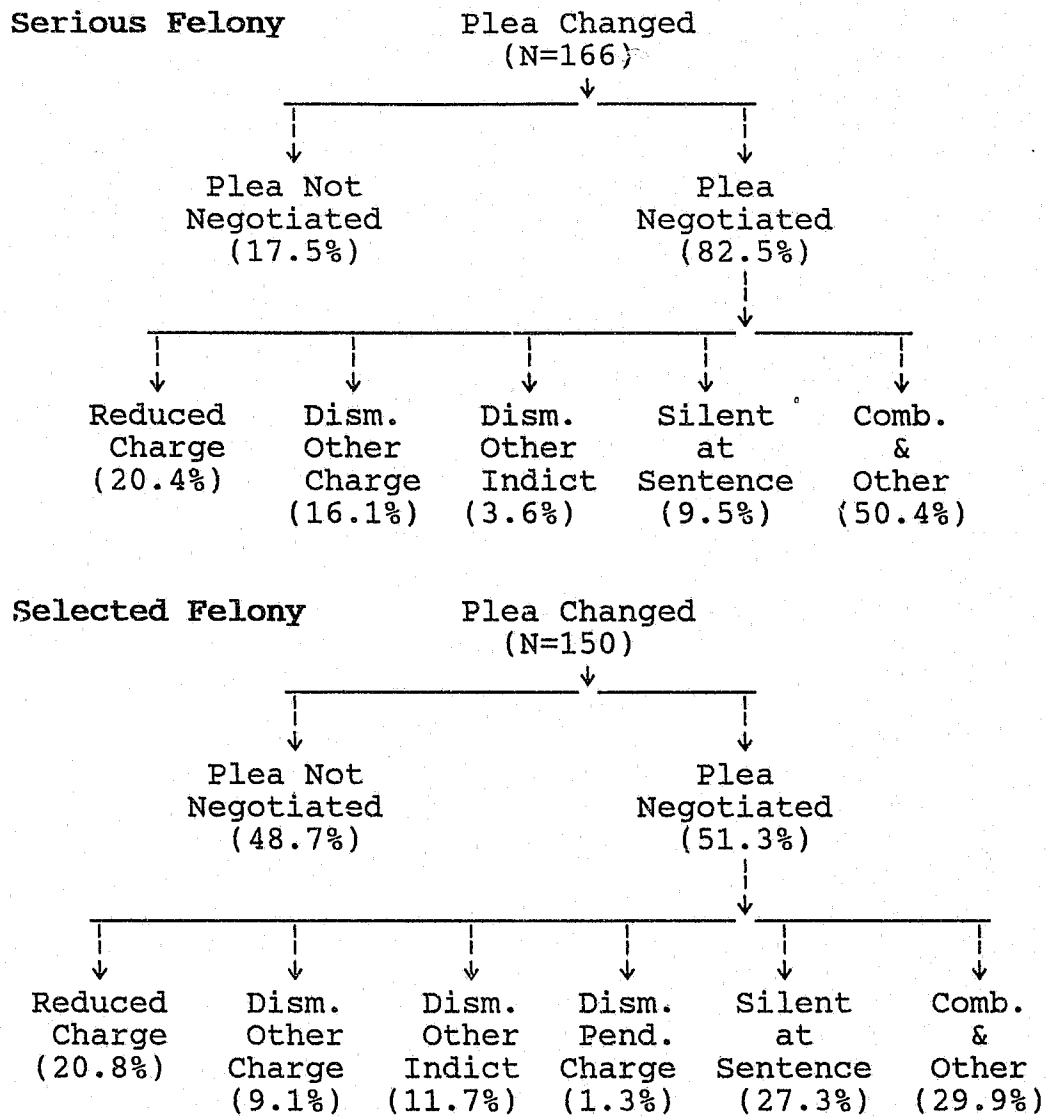 Serious Felony Plea Changed
(N=166)
Plea Not Negotiated (17.5%)
Plea Negotiated (82.5%)
Reduced Charge (20.4%)
Dism. Other Charge (16.1%)
Dism. Other Indict (3.6%)
Silent at Sentence (9.5%)
Comb. & Other (50.4%)
Selected Felony Plea Changed
(N=150)
Plea Not Negotiated (48.7%)
Plea Negotiated (51.3%)
Reduced Charge (20.8%)
Dism. Other Charge (9.1%)
Dism. Other Indict (11.7%)
Dism. Pend. Charge (1.3%)
Silent at Sentence (27.3%)
Comb. & Other (29.9%)